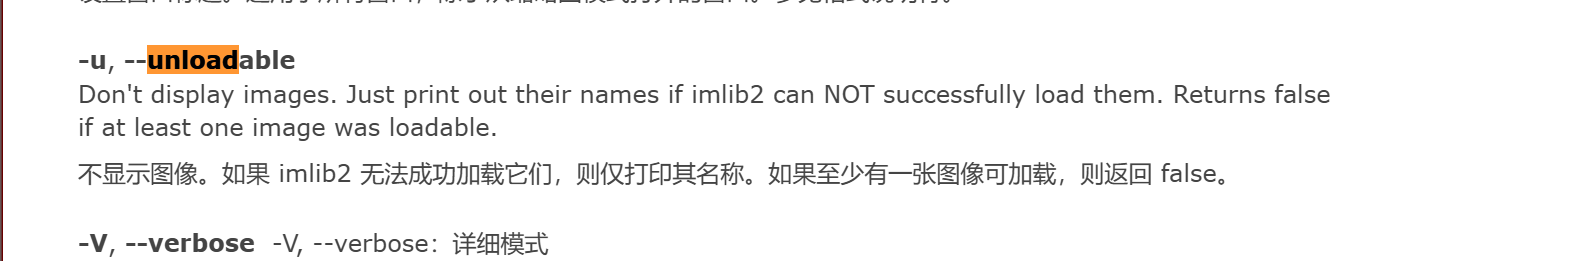 -u, --unloadable
Don't display images. Just print out their names if imlib2 can NOT successfully load them. Returns false
if at least one image was loadable.
不显示图像。如果 imlib2 无法成功加载它们，则仅打印其名称。如果至少有一张图像可加载，则返回 false。
-V, --verbose -V, --verbose：详细模式